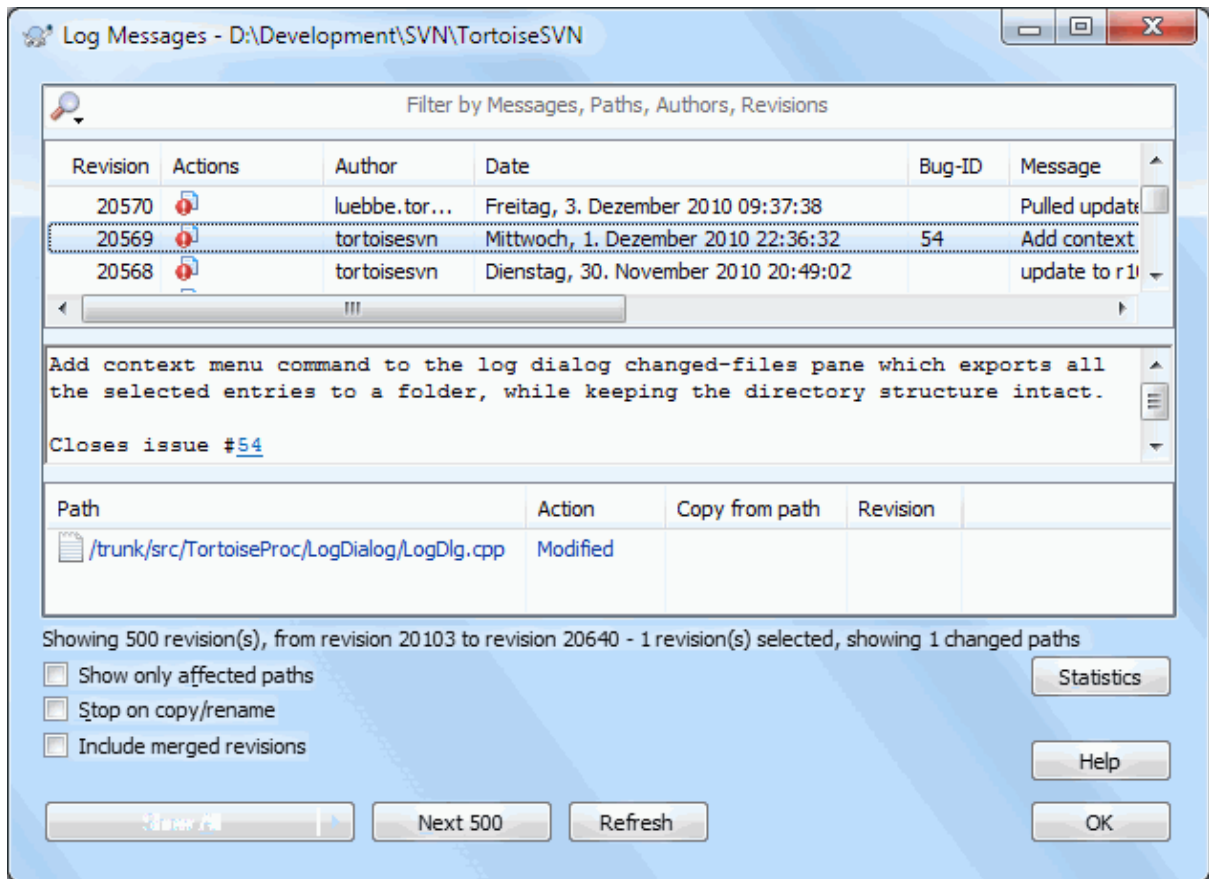 Log Messages - D:\Development\SVN\TortoiseSVN
Filter by Messages, Paths, Authors, Revisions
Revision Actions Author Date Bug-ID Message
20570 luebbe.tor... Freitag, 3. Dezember 2010 09:37:38 Pulled update
20569 tortoisesvn Mittwoch, 1. Dezember 2010 22:36:32 54 Add context
20568 tortoisesvn Dienstag, 30. November 2010 20:49:02 update to
Add context menu command to the log dialog changed-files pane which exports all
the selected entries to a folder, while keeping the directory structure intact.
Closes issue #54
Path Action Copy from path Revision
/trunk/src/TortoiseProc/LogDialog/LogDlg.cpp Modified
Showing 500 revision(s), from revision 20103 to revision 20640 - 1 revision(s) selected, showing 1 changed paths
Show only affected paths
Statistics
Stop on copy/rename
Include merged revisions
Help
Next 500 Refresh OK